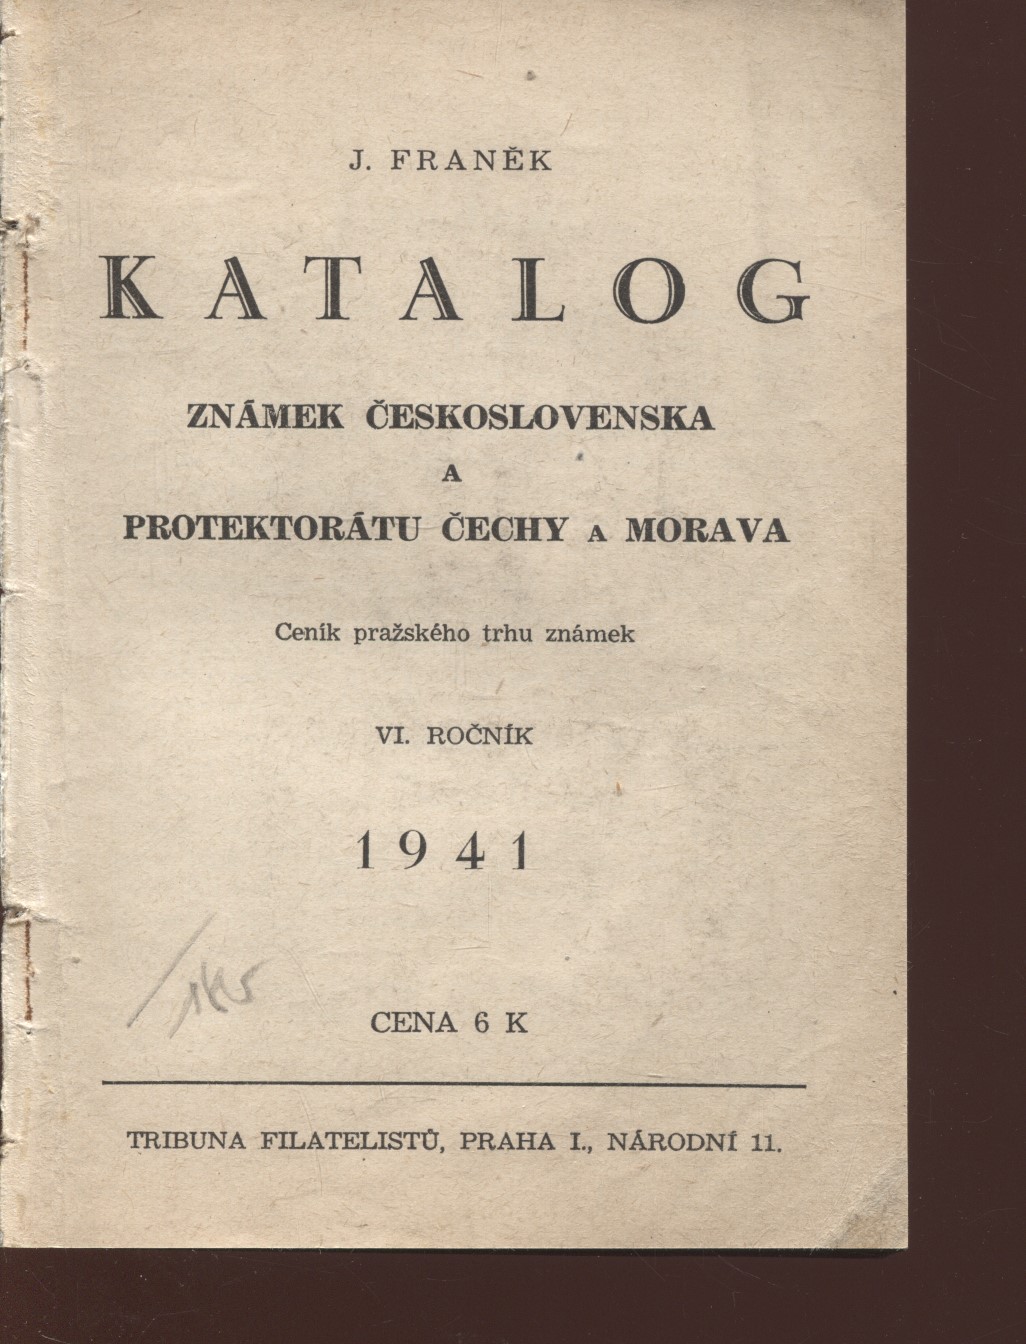 J. FRANĚK
KATALOG
ZNÁMEK ČESKOSLOVENSKA
A
PROTEKTORÁTU ČECHY A MORAVA
Ceník pražského trhu známek
VI. ROČNÍK
1941
CENA 6 K
TRIBUNA FILATELISTŮ, PRAHA I., NÁRODNÍ 11.